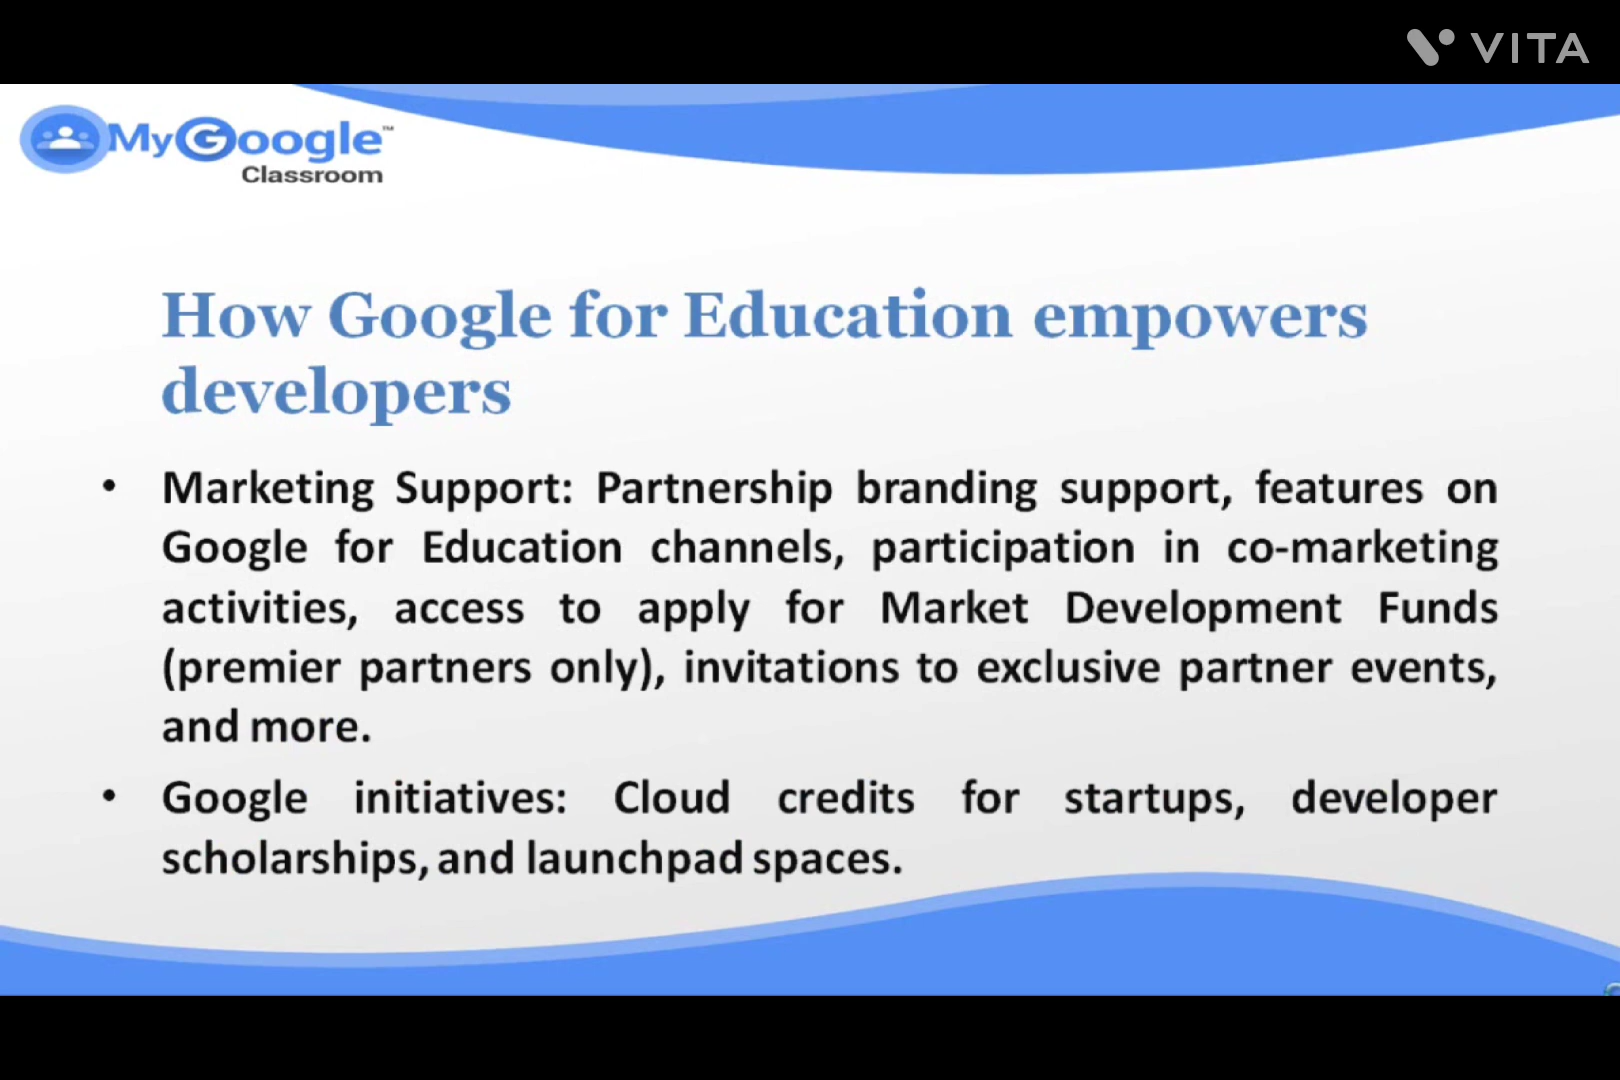 VITA
MyGoogle™
Classroom
How Google for Education empowers
developers
• Marketing Support: Partnership branding support, features on
Google for Education channels, participation in co-marketing
activities, access to apply for Market Development Funds
(premier partners only), invitations to exclusive partner events,
and more.
• Google initiatives: Cloud credits for startups, developer
scholarships, and launchpad spaces.